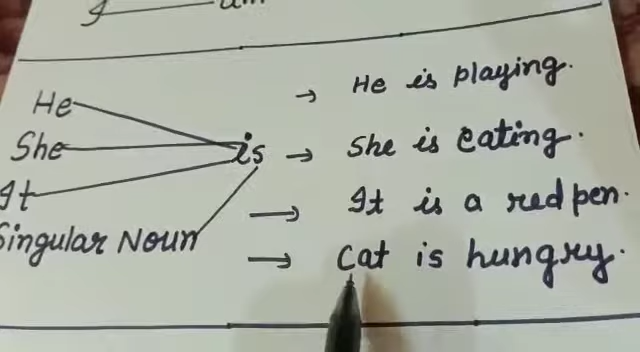 I am
He is → He is playing.
She → She is eating.
It → It is a red pen.
Singular Noun → Cat is hungry.